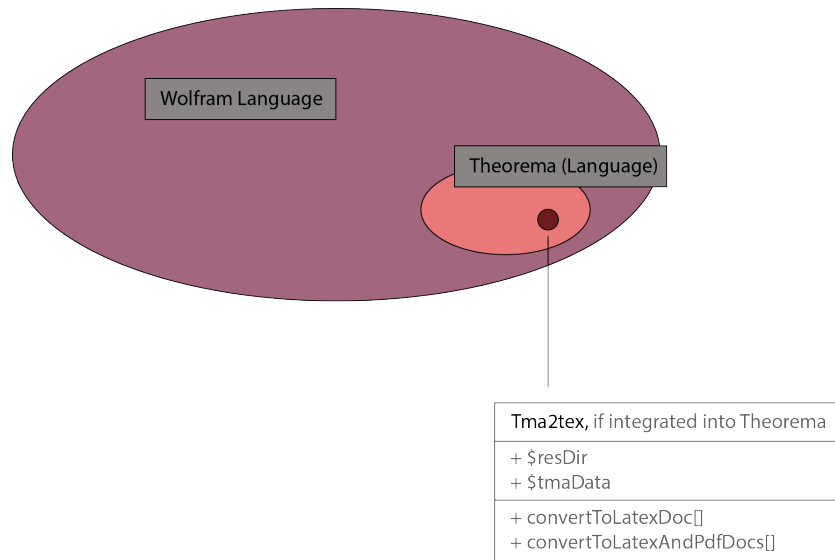 Wolfram Language
Theorema (Language)
Tma2tex, if integrated into Theorema
+ $resDir
+ $tmaData
+ convertToLatexDoc[]
+ convertToLatexAndPdfDocs[]